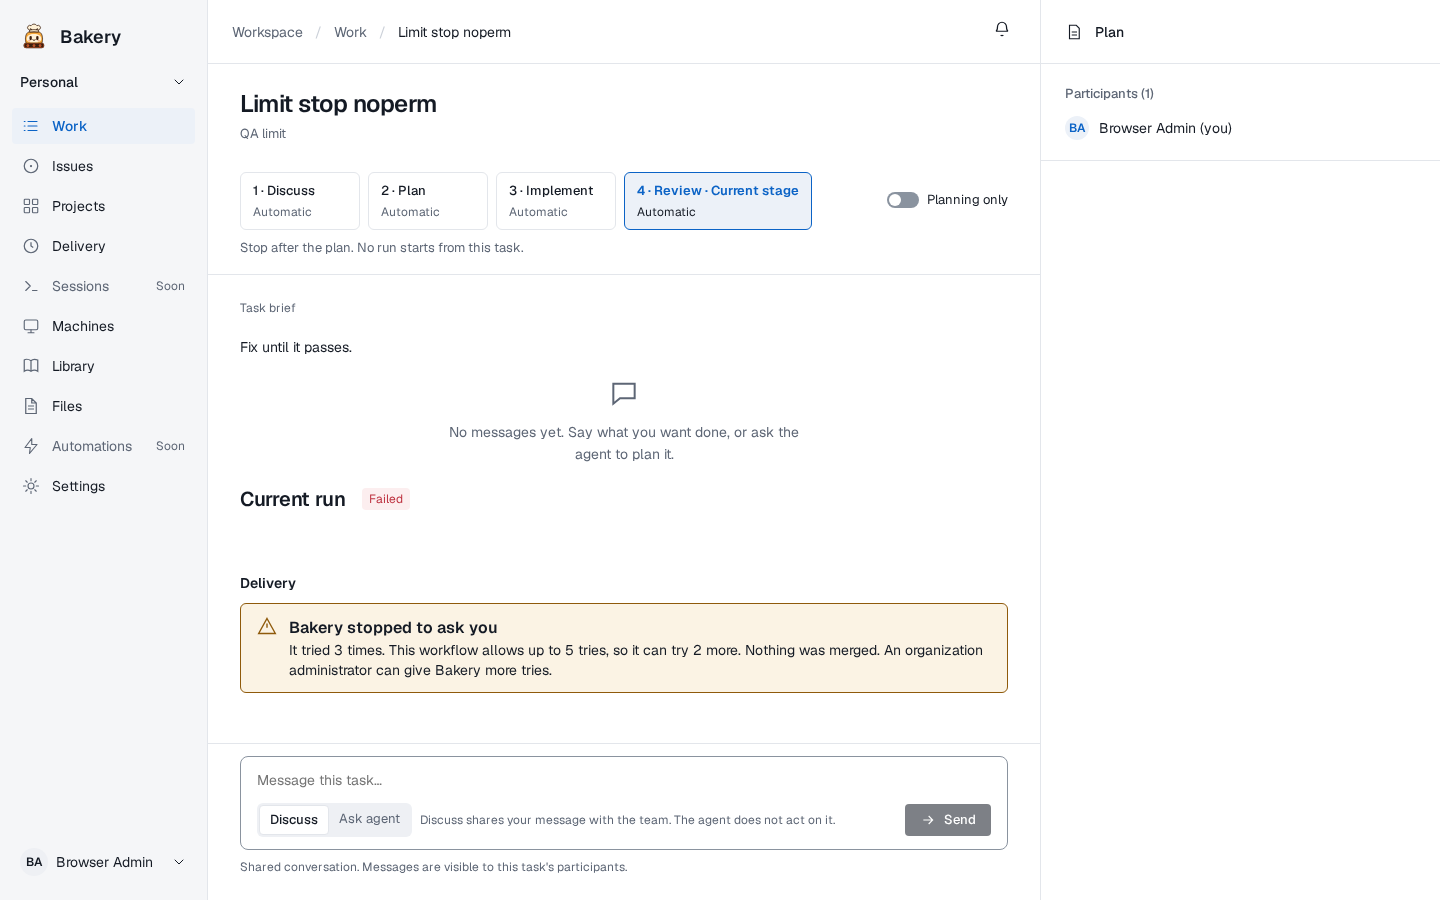 Bakery
Personal
Work
Issues
Projects
Delivery
Sessions Soon
Machines
Library
Files
Automations Soon
Settings
BA Browser Admin
Workspace / Work / Limit stop noperm
Limit stop noperm
QA limit
1 · Discuss
Automatic
2 · Plan
Automatic
3 · Implement
Automatic
4 · Review · Current stage
Automatic
Planning only
Stop after the plan. No run starts from this task.
Task brief
Fix until it passes.
No messages yet. Say what you want done, or ask the
agent to plan it.
Current run Failed
Delivery
Bakery stopped to ask you
It tried 3 times. This workflow allows up to 5 tries, so it can try 2 more. Nothing was merged. An organization
administrator can give Bakery more tries.
Message this task...
Discuss Ask agent Discuss shares your message with the team. The agent does not act on it. Send
Shared conversation. Messages are visible to this task's participants.
Plan
Participants (1)
BA Browser Admin (you)